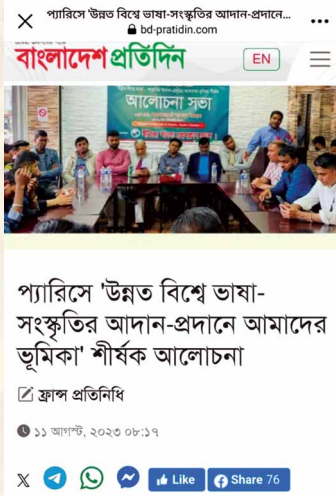 প্যারিসে 'উন্নত বিশ্বে ভাষা-সংস্কৃতির আদান-প্রদানে...
bd-pratidin.com
বাংলাদেশ প্রতিদিন
EN
আলোচনা সভা
প্যারিসে 'উন্নত বিশ্বে ভাষা-
সংস্কৃতির আদান-প্রদানে আমাদের
ভূমিকা' শীর্ষক আলোচনা
ফ্রান্স প্রতিনিধি
১১ আগস্ট, ২০২৩ ০৮:১৭
Like
Share 76